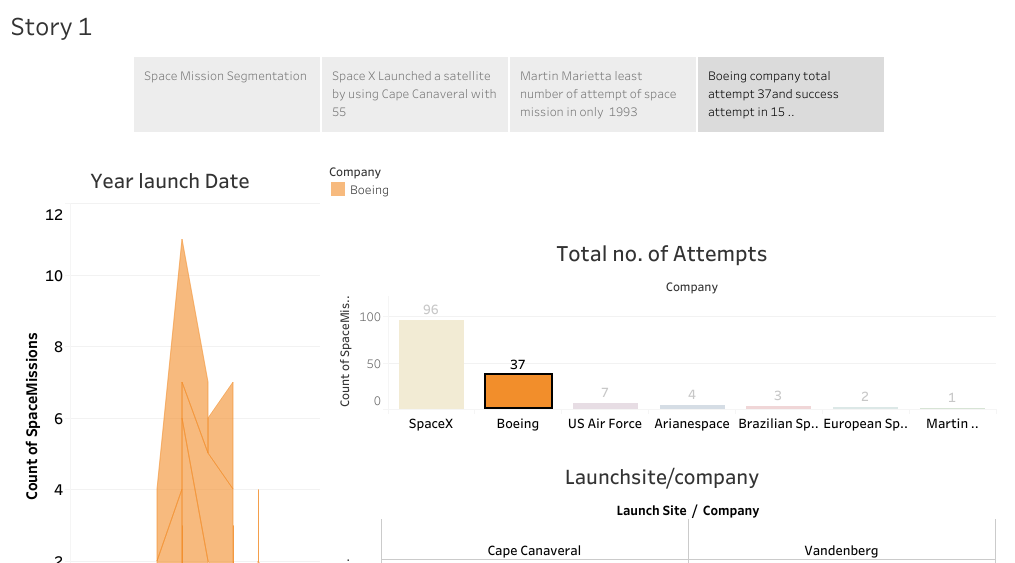 Story 1
Space Mission Segmentation
Space X Launched a satellite
by using Cape Canaveral with
55
Martin Marietta least
number of attempt of space
mission in only  1993
Boeing company total
attempt 37and success
attempt in 15 ..
Year launch Date
Company
Boeing
12
10
8
6
4
2
Count of SpaceMissions
Total no. of Attempts
Company
Count of SpaceMis..
100
50
0
96
37
7
4
3
2
1
SpaceX
Boeing
US Air Force
Arianespace
Brazilian Sp..
European Sp..
Martin ..
Launchsite/company
Launch Site / Company
Cape Canaveral
Vandenberg